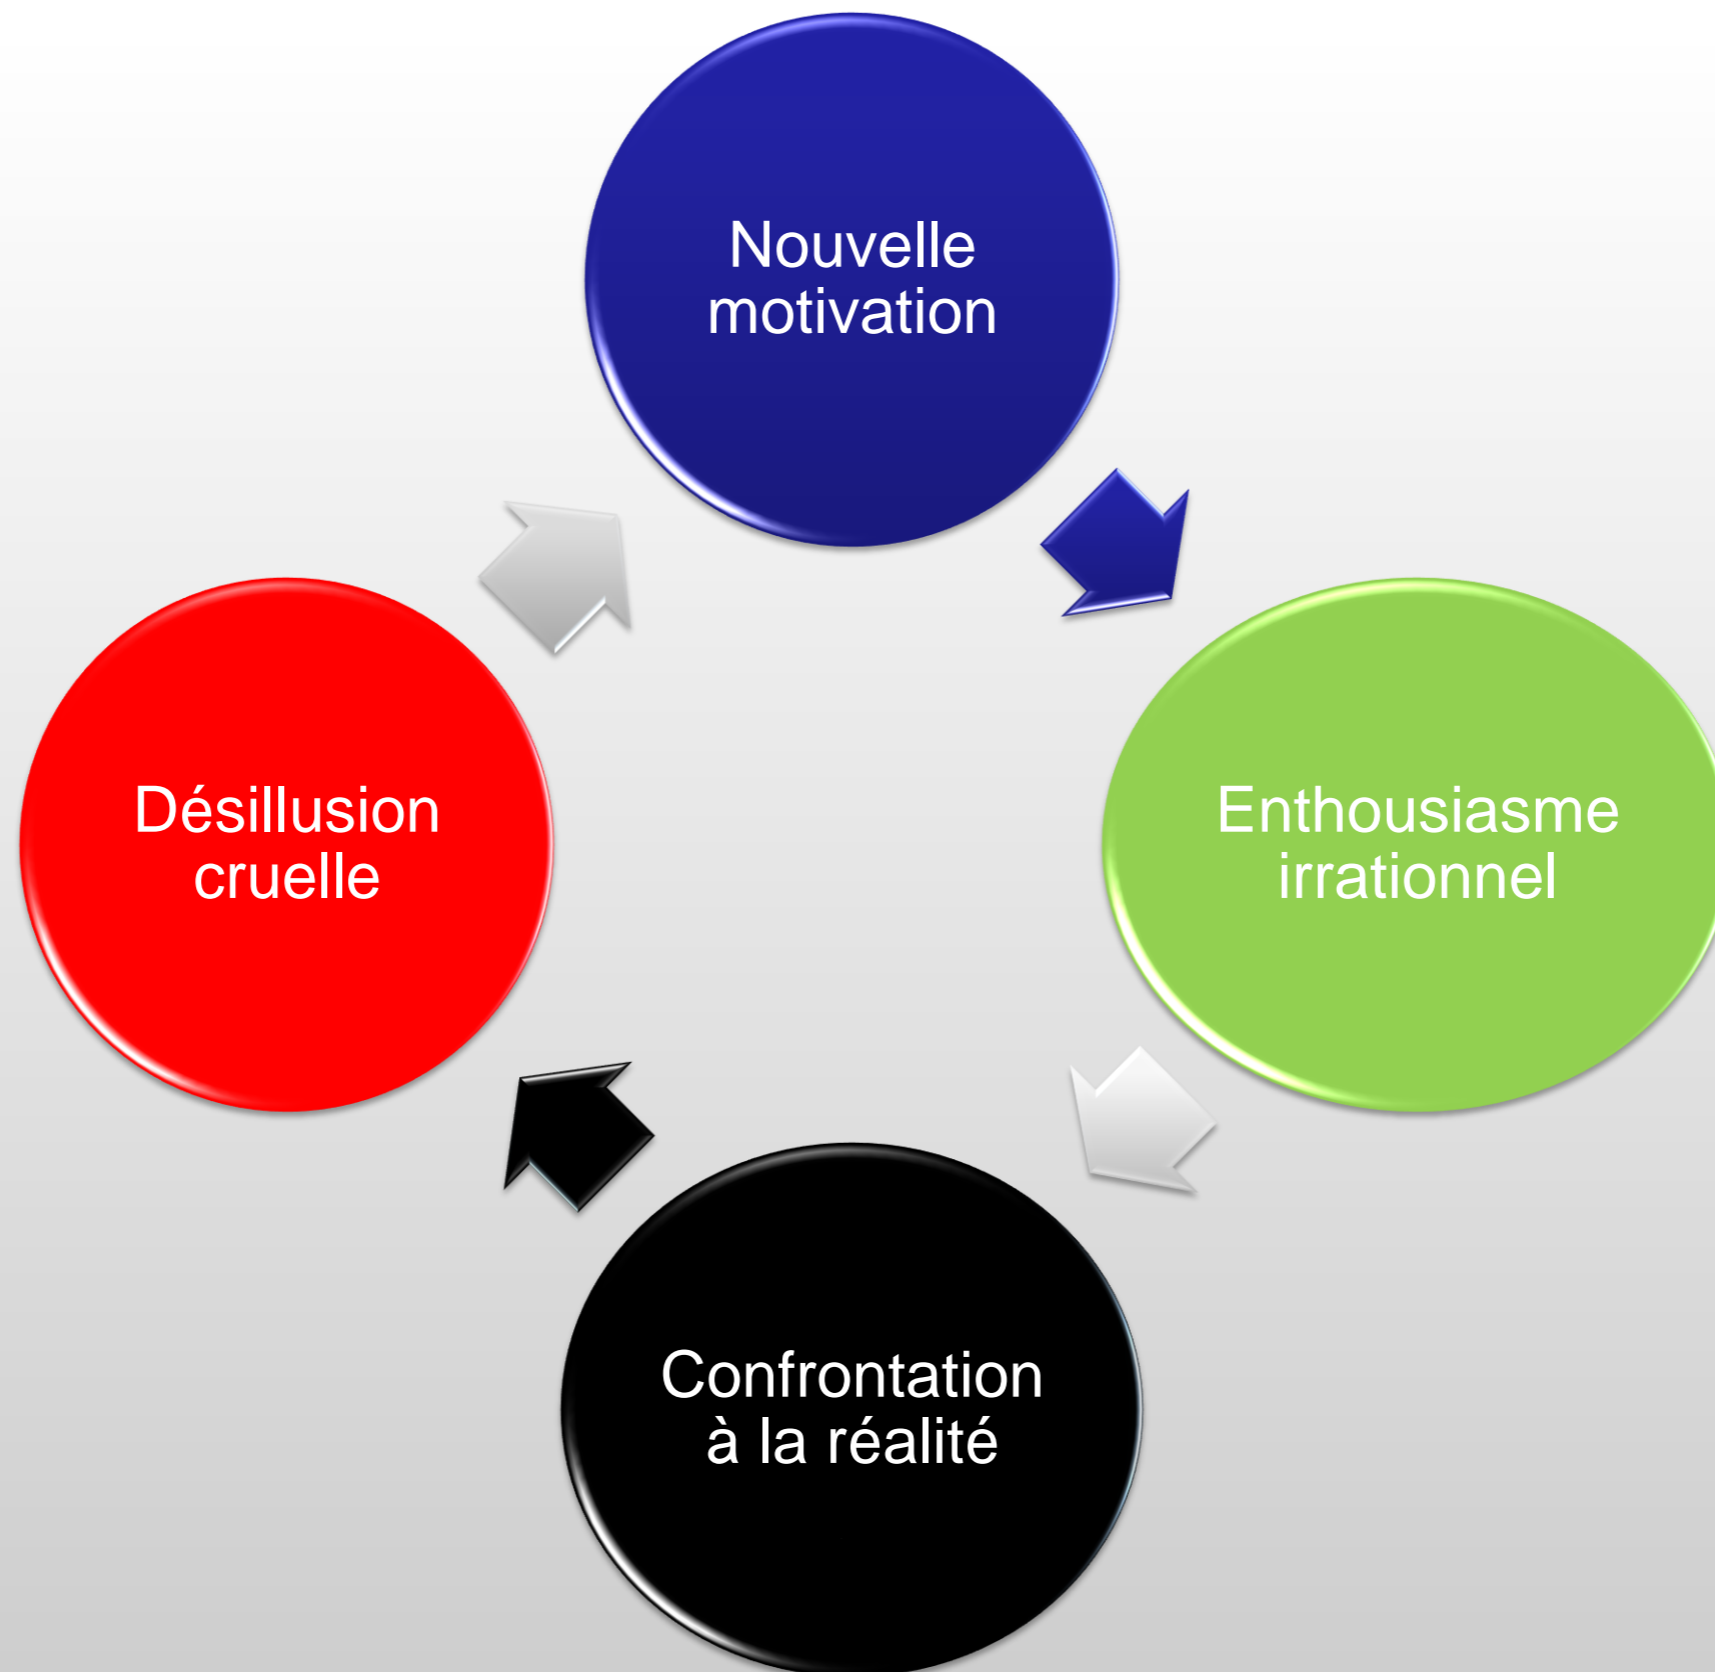 Nouvelle
motivation
Enthousiasme
irrationnel
Confrontation
à la réalité
Désillusion
cruelle